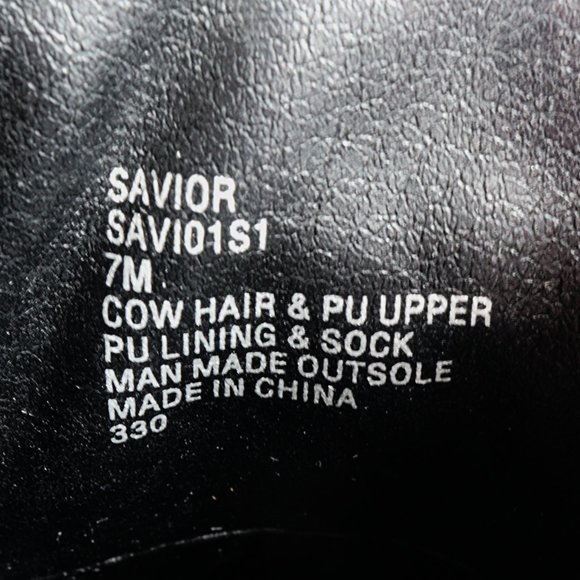 SAVIOR
SAVI01S1
7M
COW HAIR & PU UPPER
PU LINING & SOCK
MAN MADE OUTSOLE
MADE IN CHINA
330